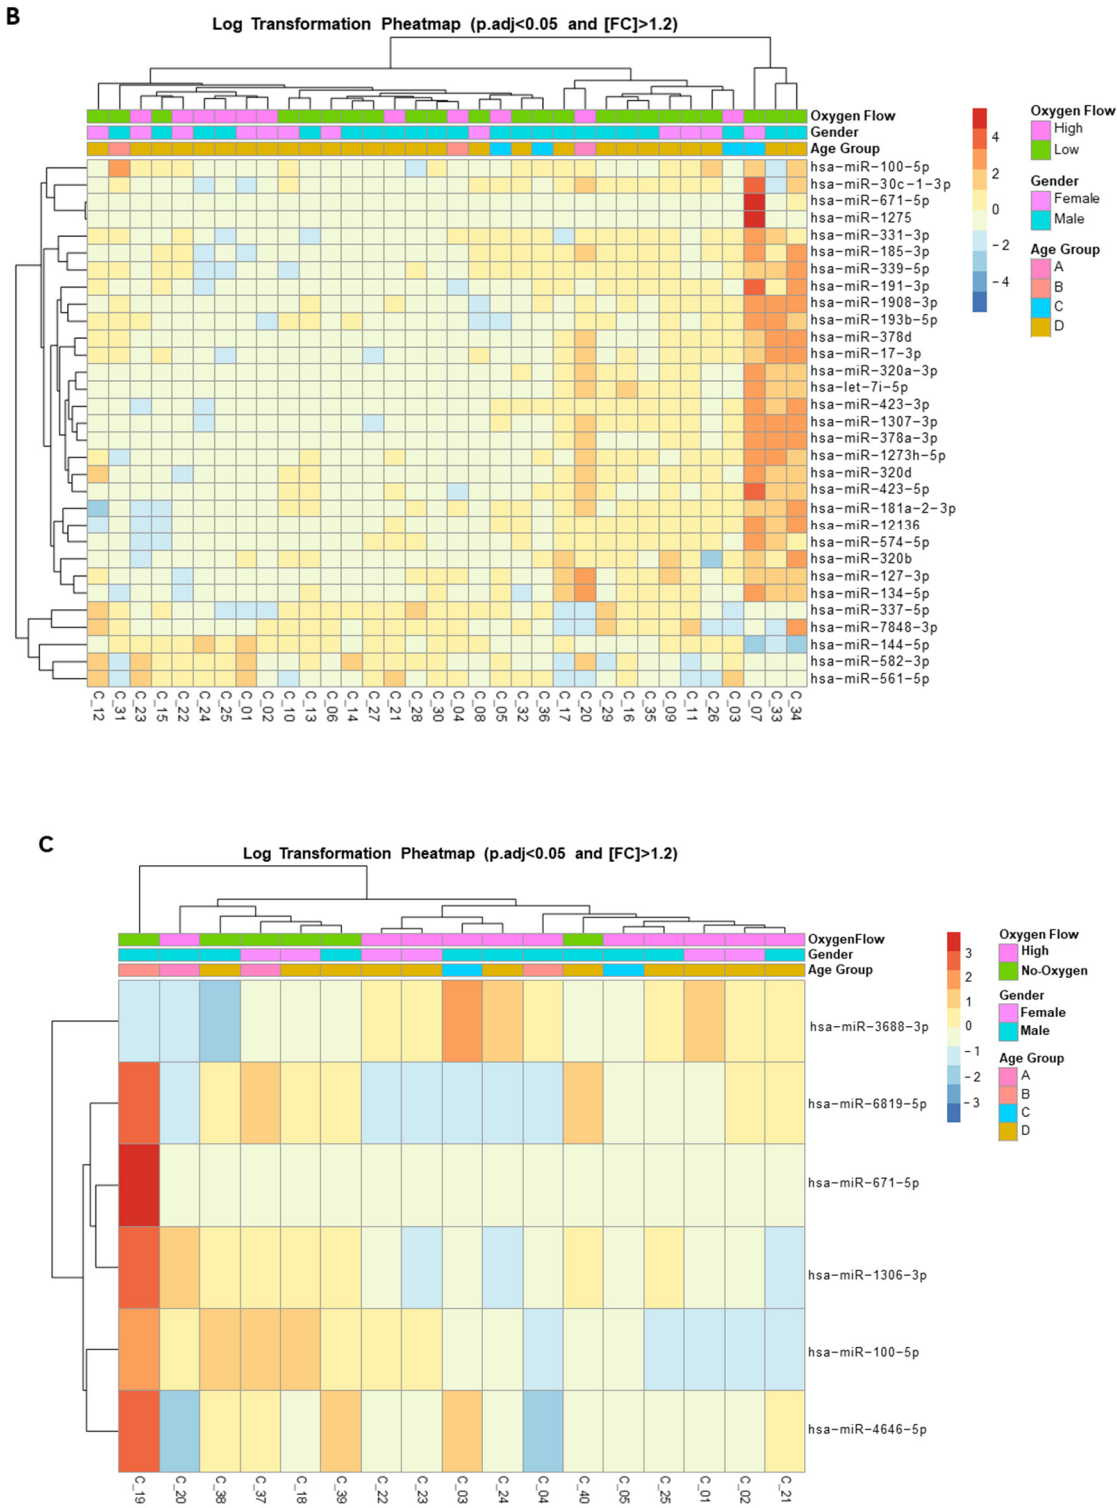 B
Log Transformation Pheatmap (p.adj<0.05 and [FC]>1.2)
Oxygen Flow
Gender
Age Group
hsa-miR-100-5p
hsa-miR-30c-1-3p
hsa-miR-671-5p
hsa-miR-1275
hsa-miR-331-3p
hsa-miR-185-3p
hsa-miR-339-5p
hsa-miR-191-3p
hsa-miR-1908-3p
hsa-miR-193b-5p
hsa-miR-378d
hsa-miR-17-3p
hsa-miR-320a-3p
hsa-let-7i-5p
hsa-miR-423-3p
hsa-miR-1307-3p
hsa-miR-378a-3p
hsa-miR-1273h-5p
hsa-miR-320d
hsa-miR-423-5p
hsa-miR-181a-2-3p
hsa-miR-12136
hsa-miR-574-5p
hsa-miR-320b
hsa-miR-127-3p
hsa-miR-134-5p
hsa-miR-337-5p
hsa-miR-7848-3p
hsa-miR-144-5p
hsa-miR-582-3p
hsa-miR-561-5p
C_12 C_31 C_23 C_15 C_22 C_24 C_25 C_01 C_02 C_10 C_13 C_06 C_14 C_27 C_21 C_28 C_30 C_04 C_08 C_05 C_32 C_36 C_17 C_20 C_29 C_16 C_35 C_09 C_11 C_26 C_03 C_07 C_33 C_34
4
2
0
-2
-4
Oxygen Flow
High
Low
Gender
Female
Male
Age Group
A
B
C
D
C
Log Transformation Pheatmap (p.adj<0.05 and [FC]>1.2)
OxygenFlow
Gender
Age Group
hsa-miR-3688-3p
hsa-miR-6819-5p
hsa-miR-671-5p
hsa-miR-1306-3p
hsa-miR-100-5p
hsa-miR-4646-5p
C_19 C_20 C_38 C_37 C_18 C_39 C_22 C_23 C_03 C_24 C_04 C_40 C_05 C_25 C_01 C_02 C_21
3
2
1
0
-1
-2
-3
Oxygen Flow
High
No-Oxygen
Gender
Female
Male
Age Group
A
B
C
D